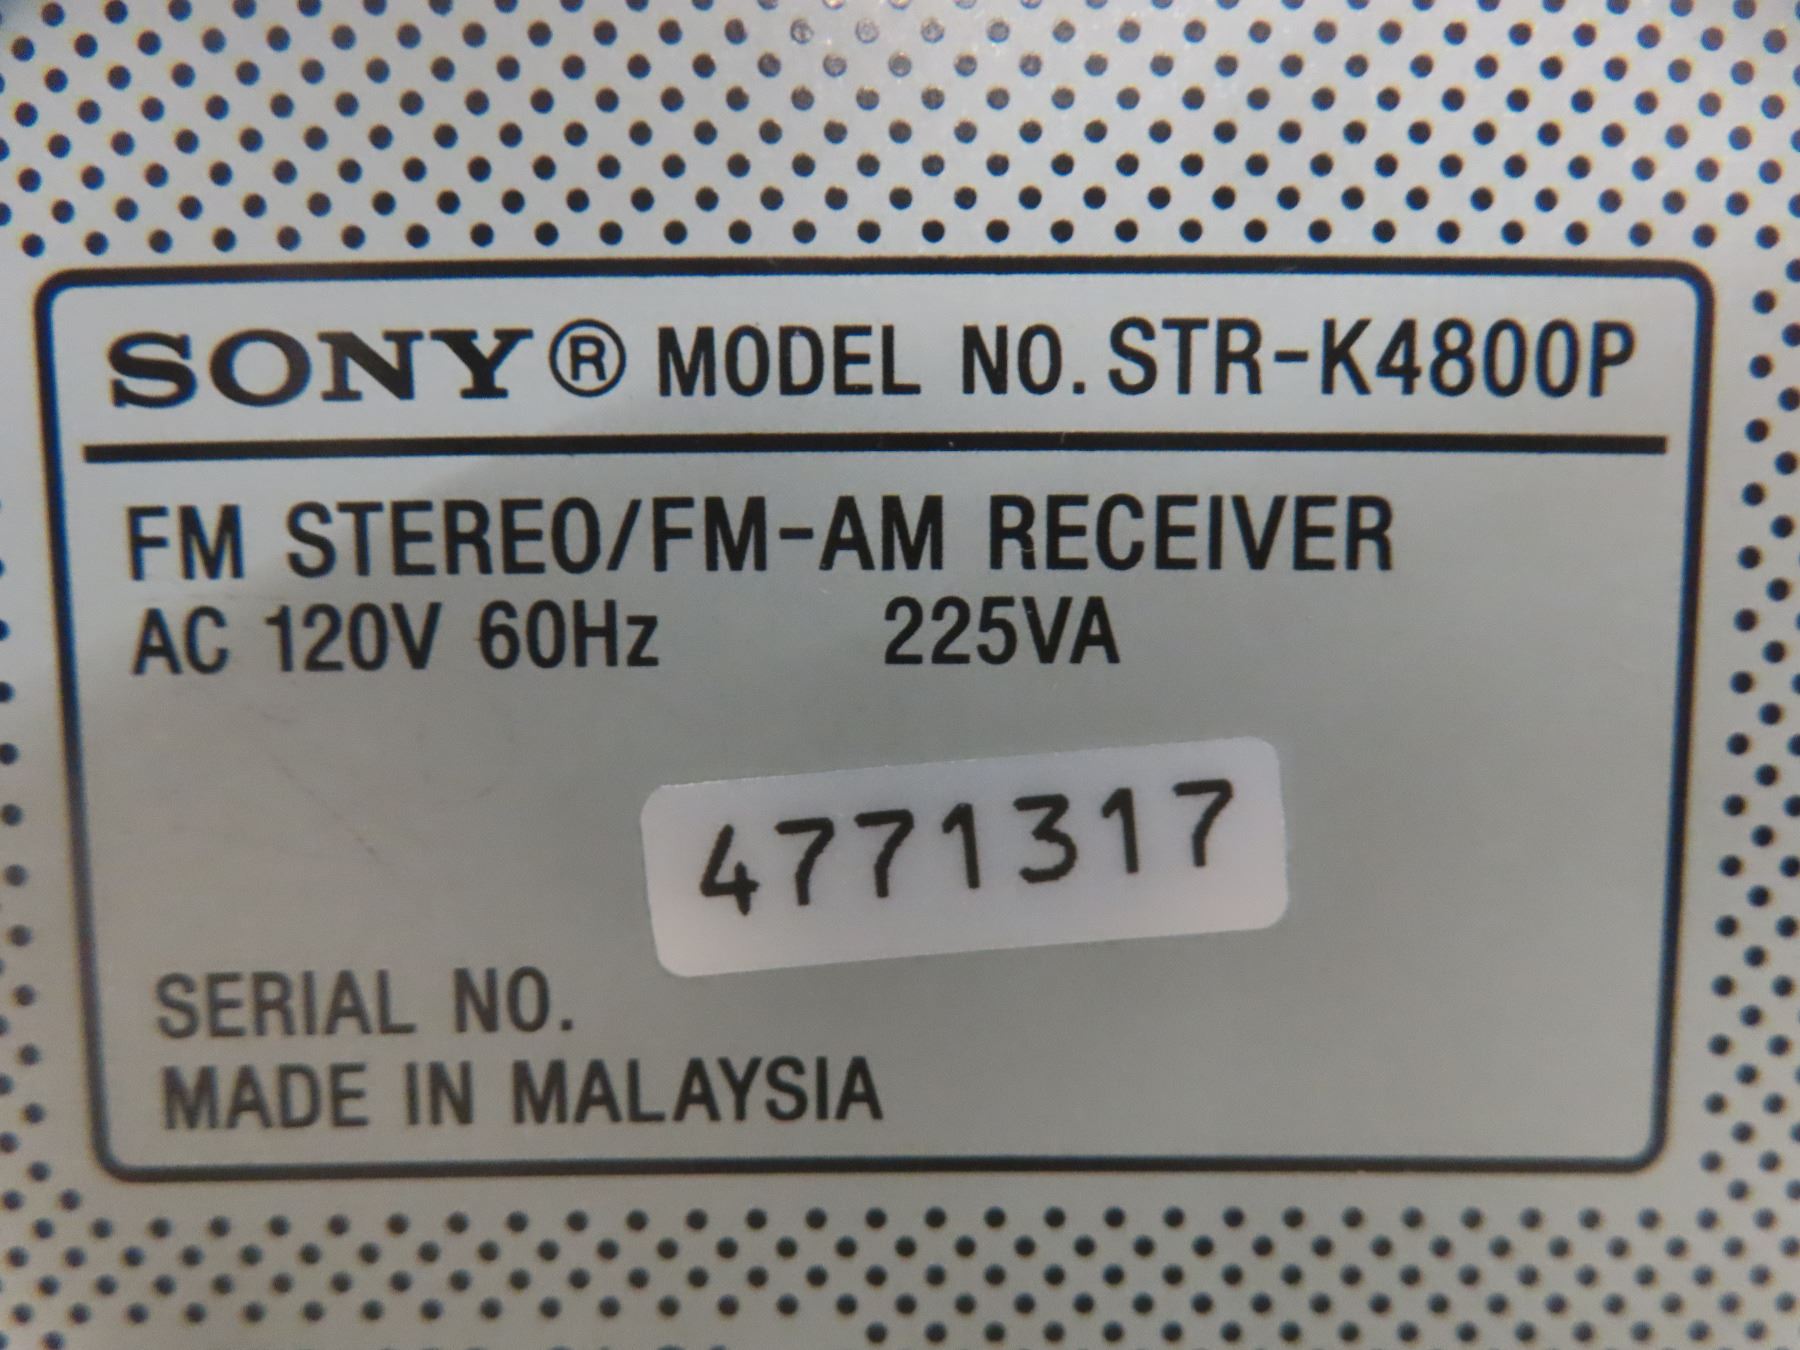 SONY® MODEL NO. STR-K4800P
FM STEREO/FM-AM RECEIVER
AC 120V 60Hz 225VA
4771317
SERIAL NO.
MADE IN MALAYSIA